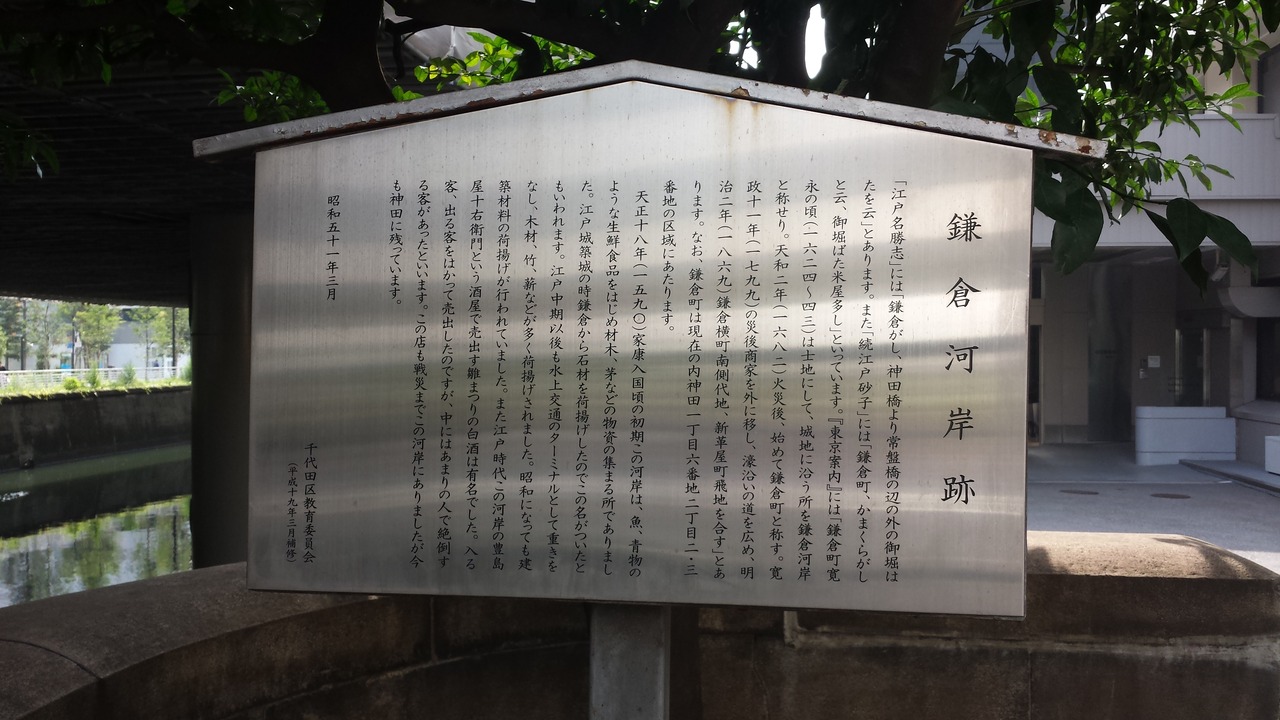 鎌倉河岸跡
「江戸名勝志」には「鎌倉がし、神田橋より常盤橋の辺の外の御堀は
たを云」とあります。また「続江戸砂子」には「鎌倉町、かまくらがし
と云、御堀ばた米屋多し」といっています。『東京案内』には「鎌倉町寛
永の頃（一六二四～四三）は士地にして、城地に沿う所を鎌倉河岸
と称せり。天和二年（一六八二）火災後、始めて鎌倉町と称す。寛
政十一年（一七九九）の災後商家を外に移し、濠沿いの道を広め、明
治二年（一八六九）鎌倉横町南側代地、新革屋町飛地を合す」とあ
ります。なお、鎌倉町は現在の内神田一丁目六番地二丁目二・三
番地の区域にあたります。
天正十八年（一五九〇）家康入国頃の初期この河岸は、魚、青物の
ような生鮮食品をはじめ材木、茅などの物資の集まる所でありまし
た。江戸城築城の時鎌倉から石材を荷揚げしたのでこの名がついたと
もいわれます。江戸中期以後も水上交通のターミナルとして重きを
なし、木材、竹、薪などが多く荷揚げされました。昭和になっても建
築材料の荷揚げが行われていました。また江戸時代この河岸の豊島
屋十右衛門という酒屋で売出す雛まつりの白酒は有名でした。入る
客、出る客をはかって売出したのですが、中にはあまりの人で絶倒す
る客があったといいます。この店も戦災までこの河岸にありましたが今
も神田に残っています。
昭和五十一年三月
千代田区教育委員会
（平成十九年三月補修）